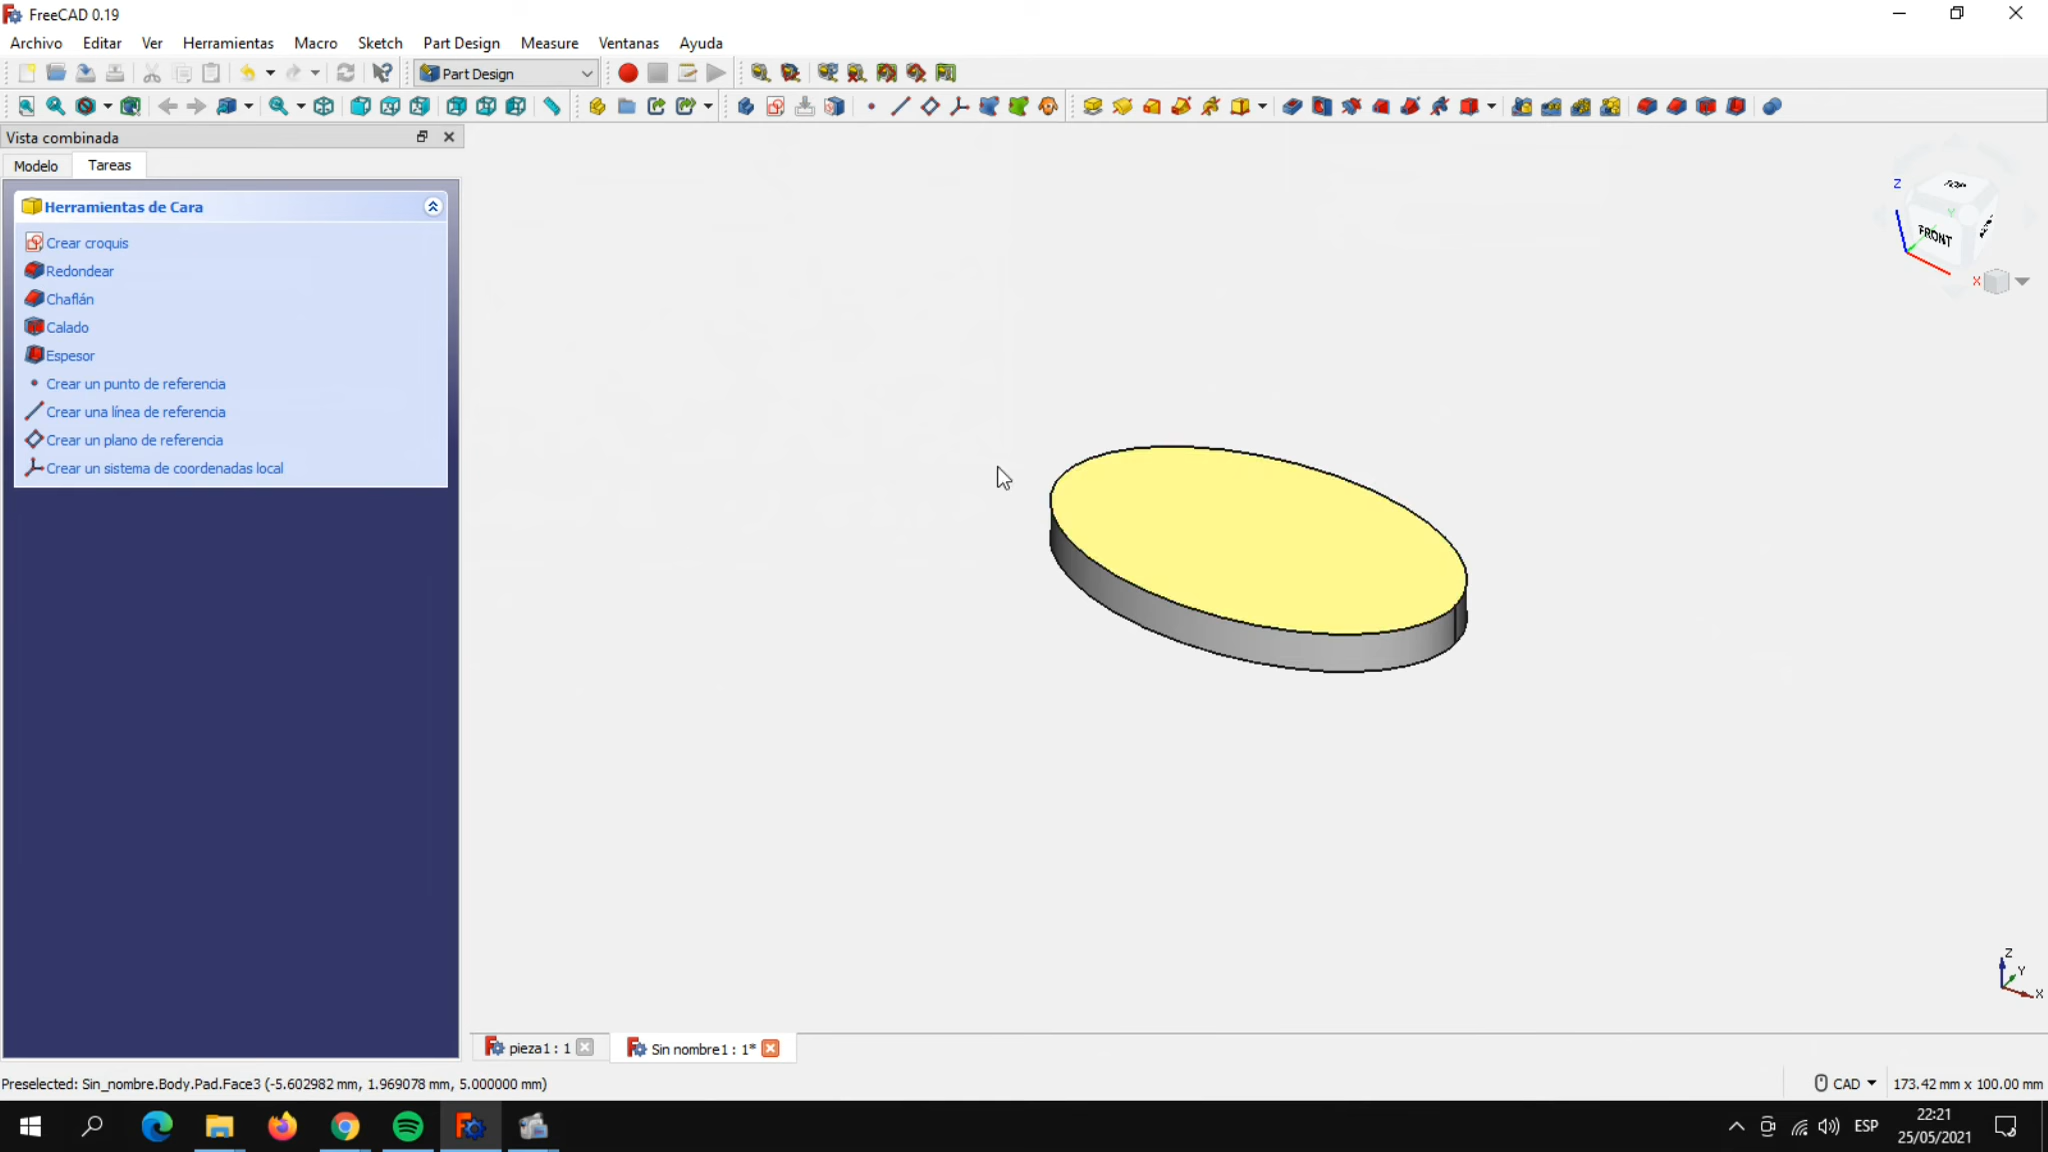 FreeCAD 0.19
Archivo Editar Ver Herramientas Macro Sketch Part Design Measure Ventanas Ayuda
Part Design
Vista combinada
Modelo Tareas
Herramientas de Cara
Crear croquis
Redondear
Chaflán
Calado
Espesor
Crear un punto de referencia
Crear una línea de referencia
Crear un plano de referencia
Crear un sistema de coordenadas local
Z
Y
FRONT
X
Z
Y
X
pieza1 : 1
Sin nombre1 : 1*
Preselected: Sin_nombre.Body.Pad.Face3 (-5.602982 mm, 1.969078 mm, 5.000000 mm)
CAD
173.42 mm x 100.00 mm
ESP
22:21
25/05/2021